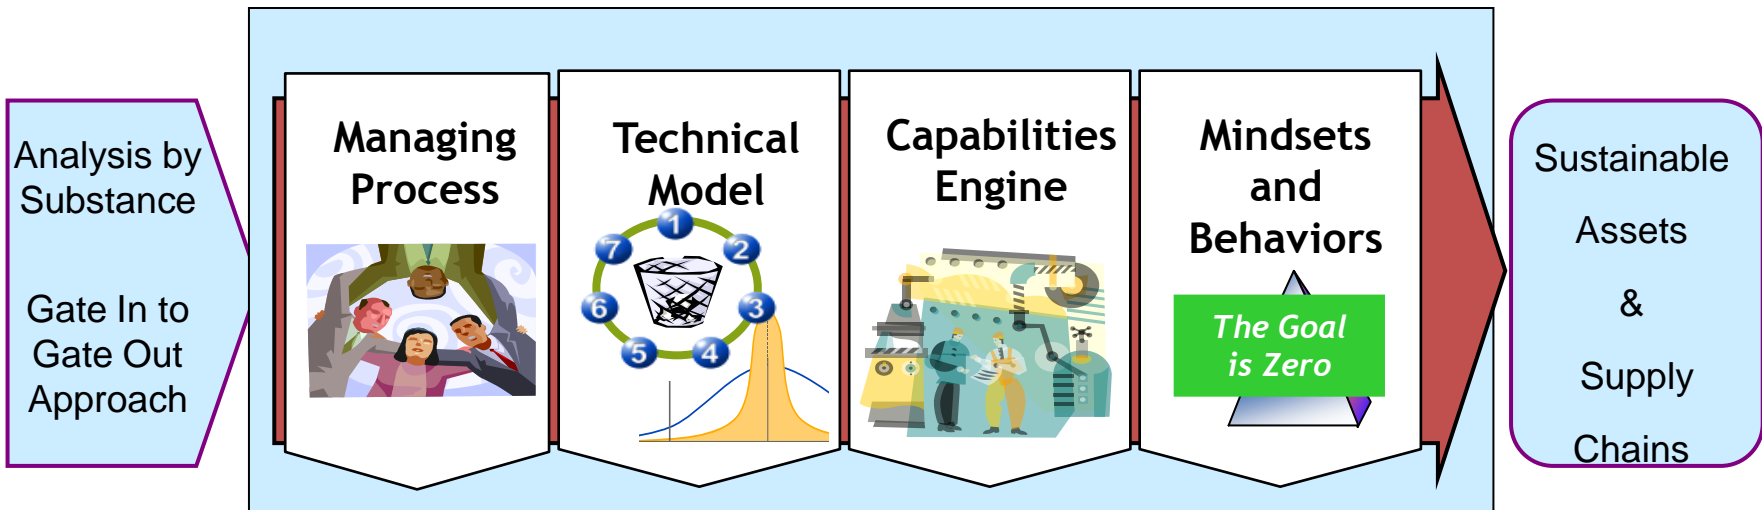 Analysis by
Substance
Gate In to
Gate Out
Approach
Managing
Process
Technical
Model
1
2
3
4
5
6
7
Capabilities
Engine
Mindsets
and
Behaviors
The Goal
is Zero
Sustainable
Assets
&
Supply
Chains